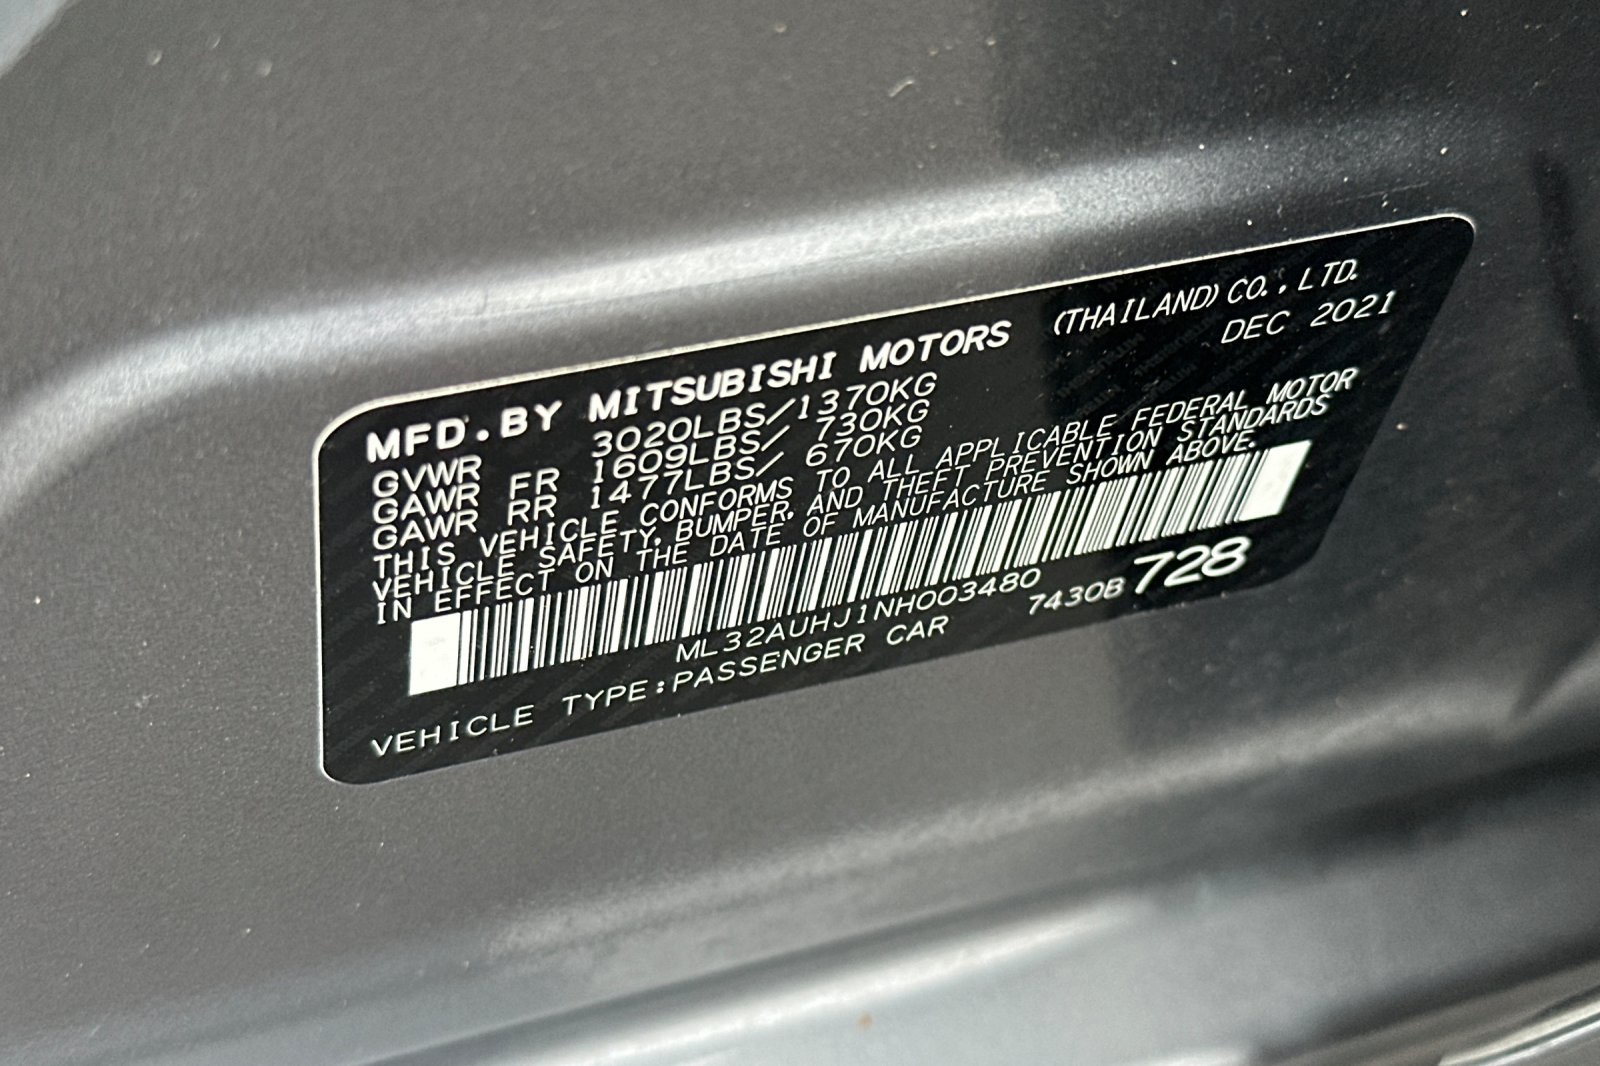 MFD.BY MITSUBISHI MOTORS (THAILAND) CO., LTD.
DEC 2021
GVWR 3020LBS/1370KG
GAWR FR 1609LBS/ 730KG
GAWR RR 1477LBS/ 670KG
THIS VEHICLE CONFORMS TO ALL APPLICABLE FEDERAL MOTOR
VEHICLE SAFETY, BUMPER, AND THEFT PREVENTION STANDARDS
IN EFFECT ON THE DATE OF MANUFACTURE SHOWN ABOVE.
ML32AUHJ1NH003480
7430B 728
VEHICLE TYPE:PASSENGER CAR